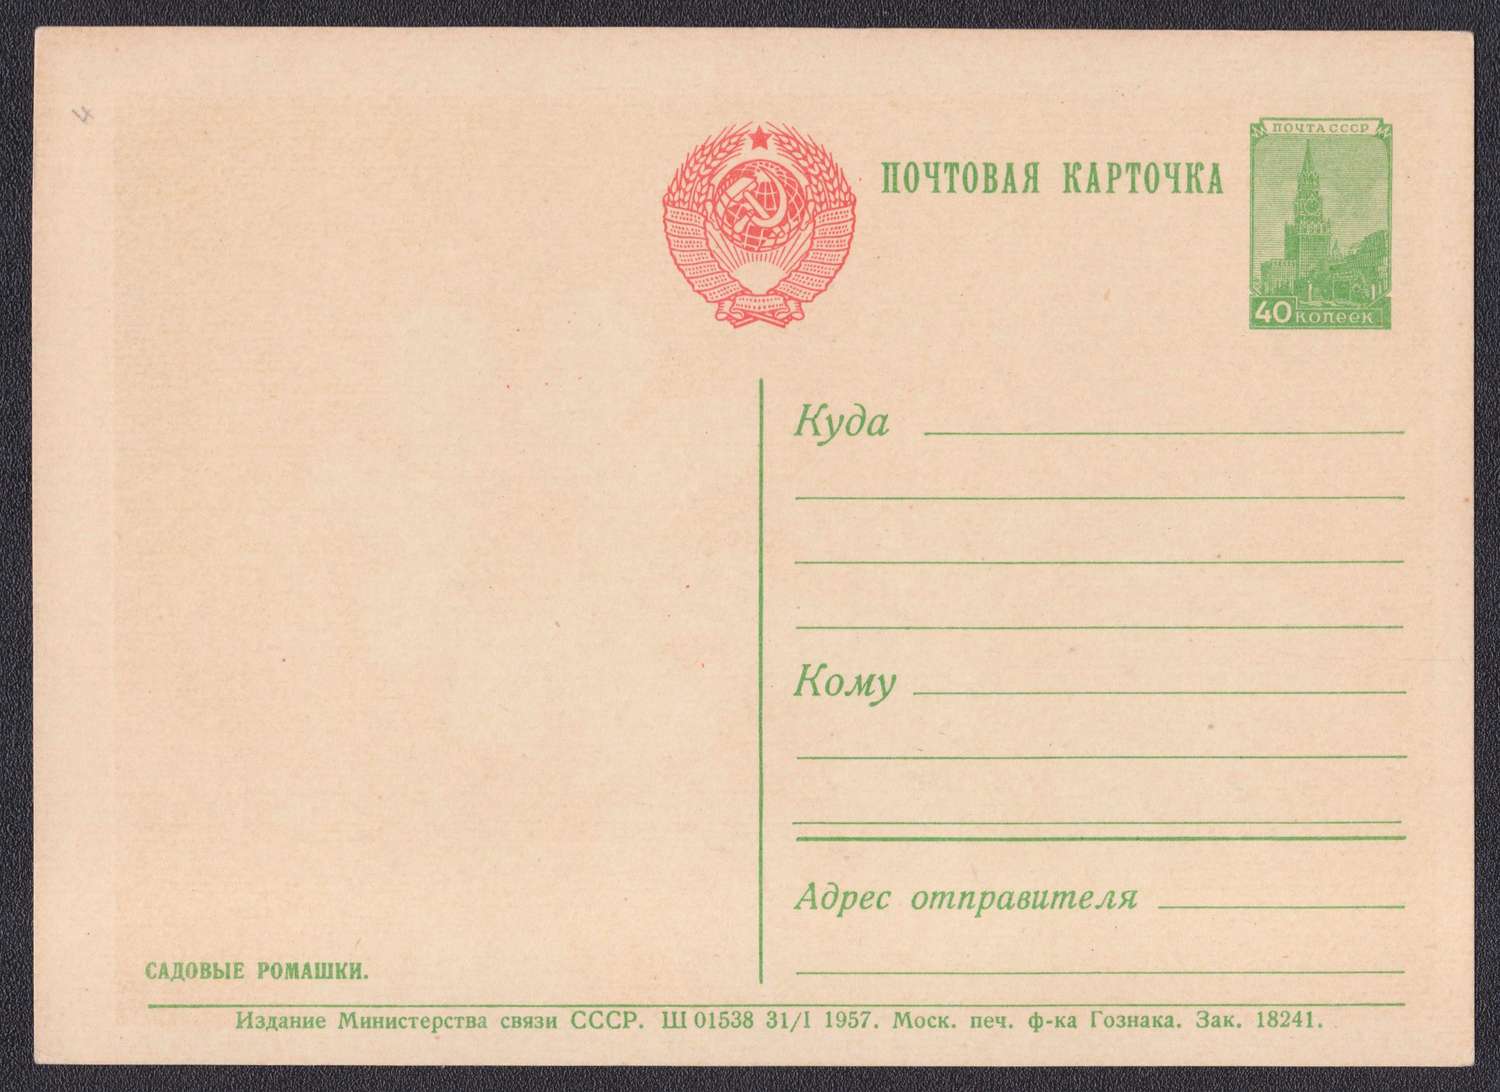 4
ПОЧТА СССР
ПОЧТОВАЯ КАРТОЧКА
40 КОПЕЕК
Куда
Кому
Адрес отправителя
САДОВЫЕ РОМАШКИ.
Издание Министерства связи СССР. Ш 01538 31/I 1957. Моск. печ. ф-ка Гознака. Зак. 18241.